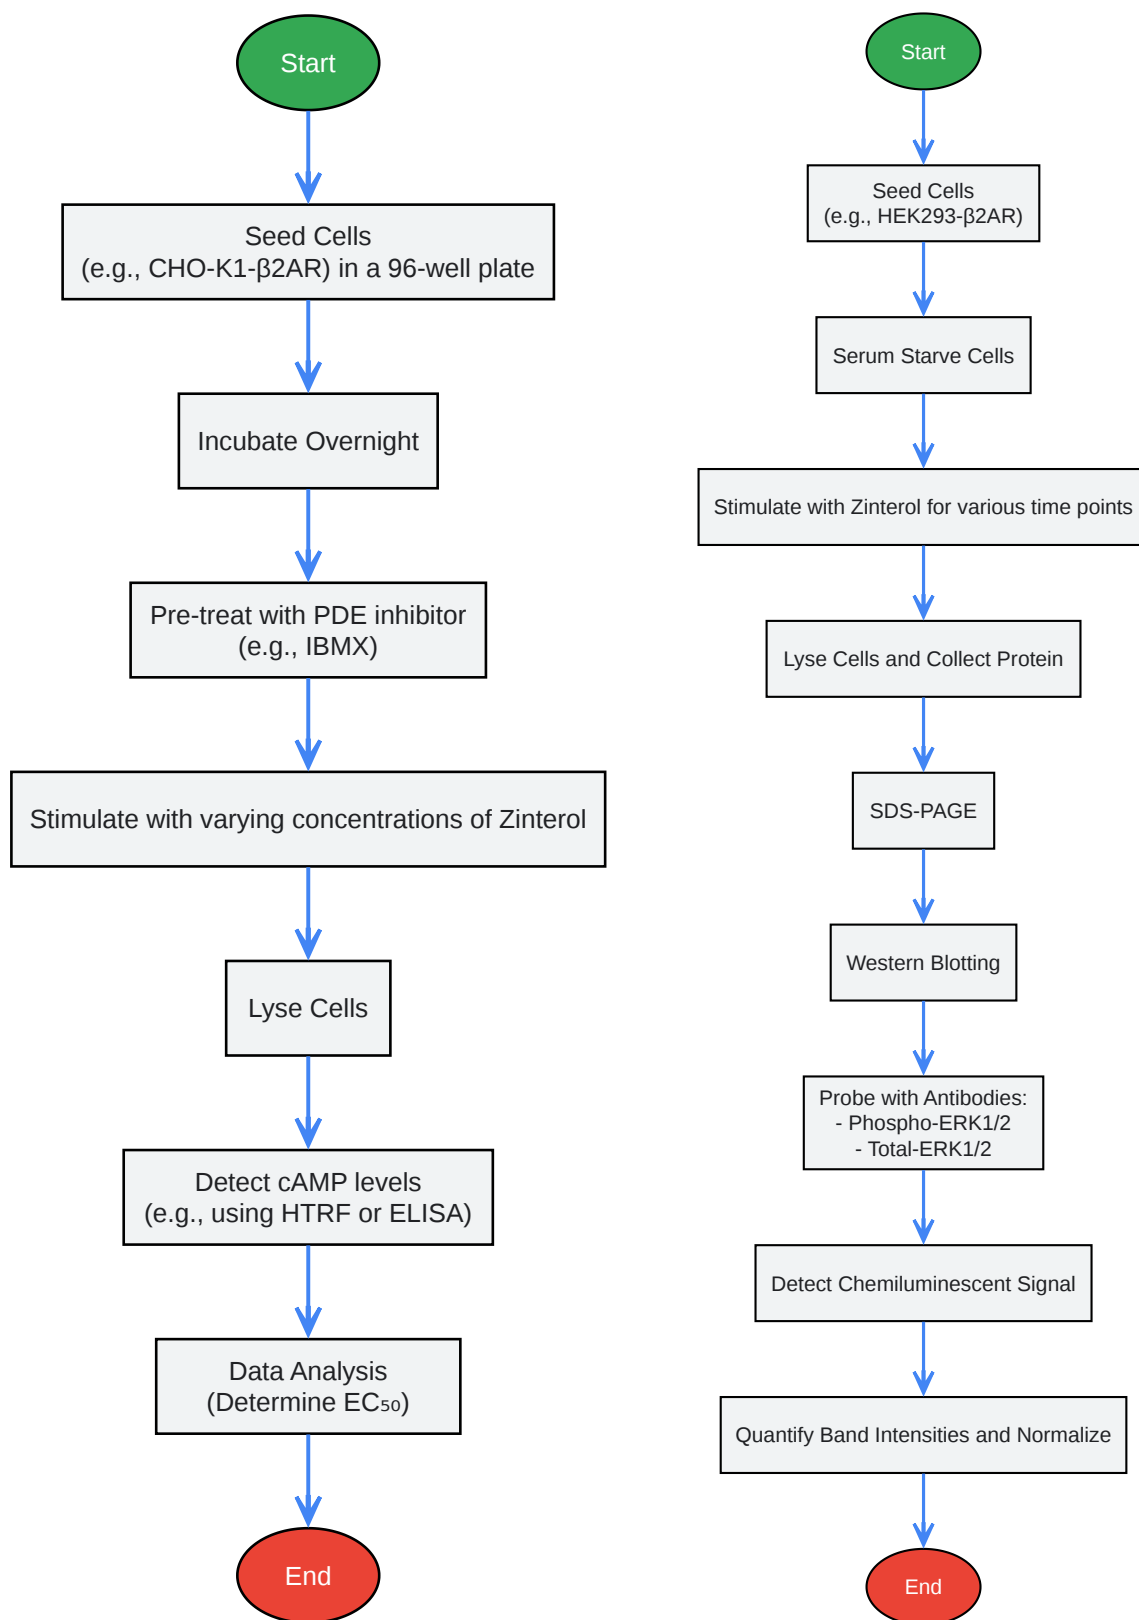 Start
Seed Cells
(e.g., CHO-K1-β2AR) in a 96-well plate
Incubate Overnight
Pre-treat with PDE inhibitor
(e.g., IBMX)
Stimulate with varying concentrations of Zinterol
Lyse Cells
Detect cAMP levels
(e.g., using HTRF or ELISA)
Data Analysis
(Determine EC₅₀)
End
Start
Seed Cells
(e.g., HEK293-β2AR)
Serum Starve Cells
Stimulate with Zinterol for various time points
Lyse Cells and Collect Protein
SDS-PAGE
Western Blotting
Probe with Antibodies:
- Phospho-ERK1/2
- Total-ERK1/2
Detect Chemiluminescent Signal
Quantify Band Intensities and Normalize
End